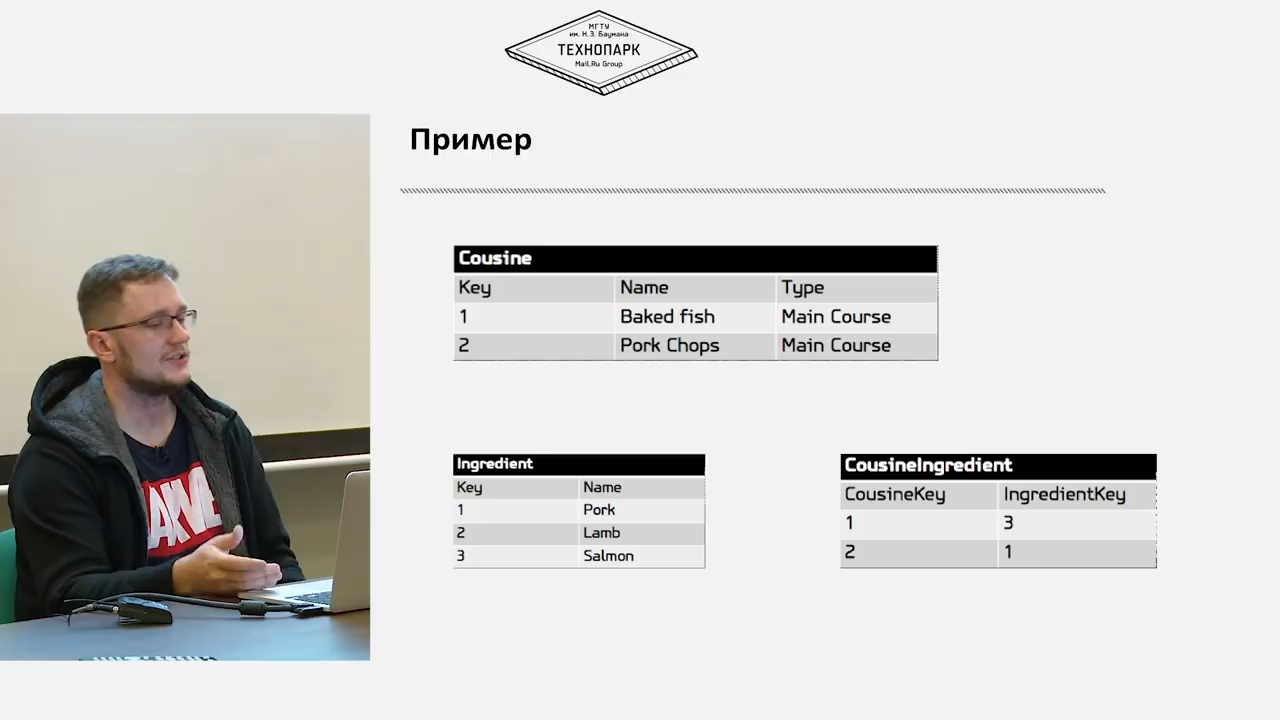 МГТУ
им. Н.Э. Баумана
ТЕХНОПАРК
Mail.Ru Group
Пример
Cousine
Key Name Type
1 Baked fish Main Course
2 Pork Chops Main Course
Ingredient
Key Name
1 Pork
2 Lamb
3 Salmon
CousineIngredient
CousineKey IngredientKey
1 3
2 1
MARVEL